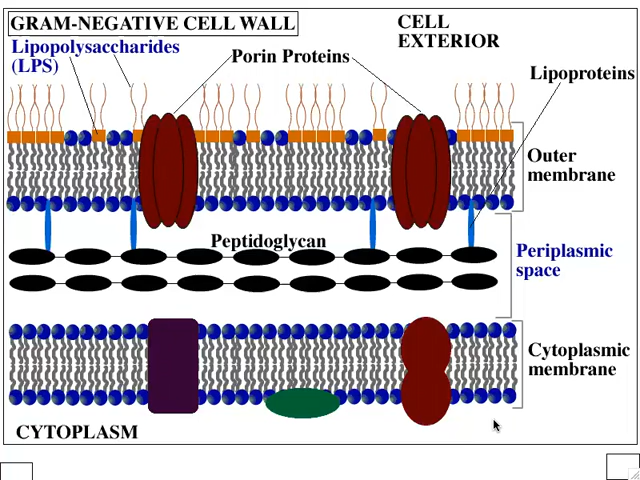 GRAM-NEGATIVE CELL WALL
CELL
EXTERIOR
Lipopolysaccharides
(LPS)
Porin Proteins
Lipoproteins
Outer
membrane
Peptidoglycan
Periplasmic
space
Cytoplasmic
membrane
CYTOPLASM